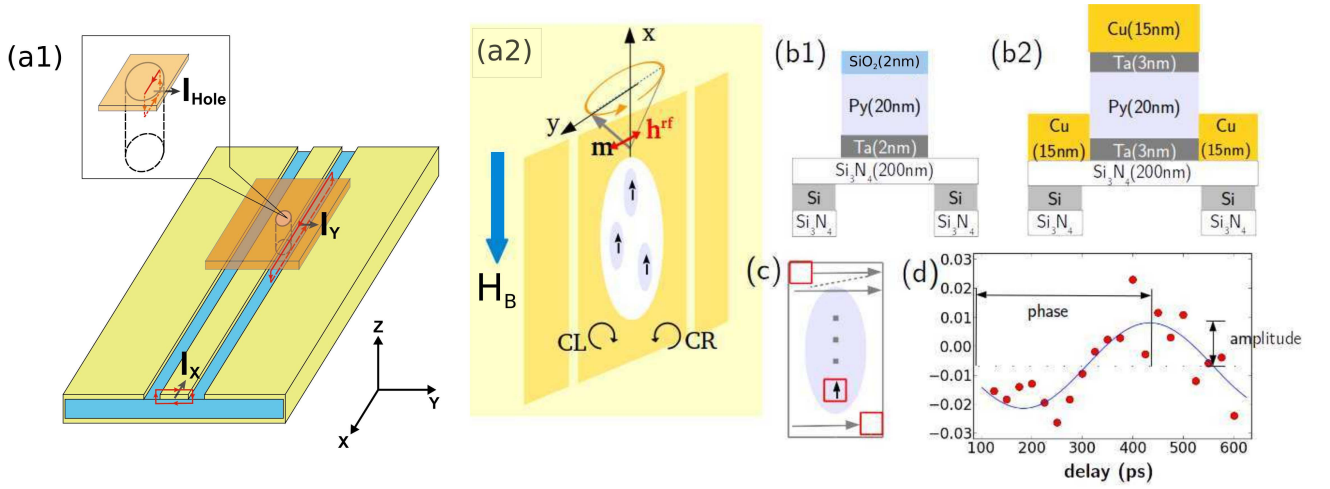 (a1)
I_Hole
I_Y
I_X
Z
Y
X
(a2)
x
y
m
h^rf
H_B
CL
CR
(b1)
SiO₂(2nm)
Py(20nm)
Ta(2nm)
Si₃N₄(200nm)
Si
Si
Si₃N₄
Si₃N₄
(b2)
Cu(15nm)
Ta(3nm)
Py(20nm)
Cu
(15nm)
Cu
(15nm)
Ta(3nm)
Si₃N₄(200nm)
Si
Si
Si₃N₄
Si₃N₄
(c)
(d)
0.03
0.02
0.01
0.00
−0.01
−0.02
−0.03
phase
amplitude
100 200 300 400 500 600
delay (ps)